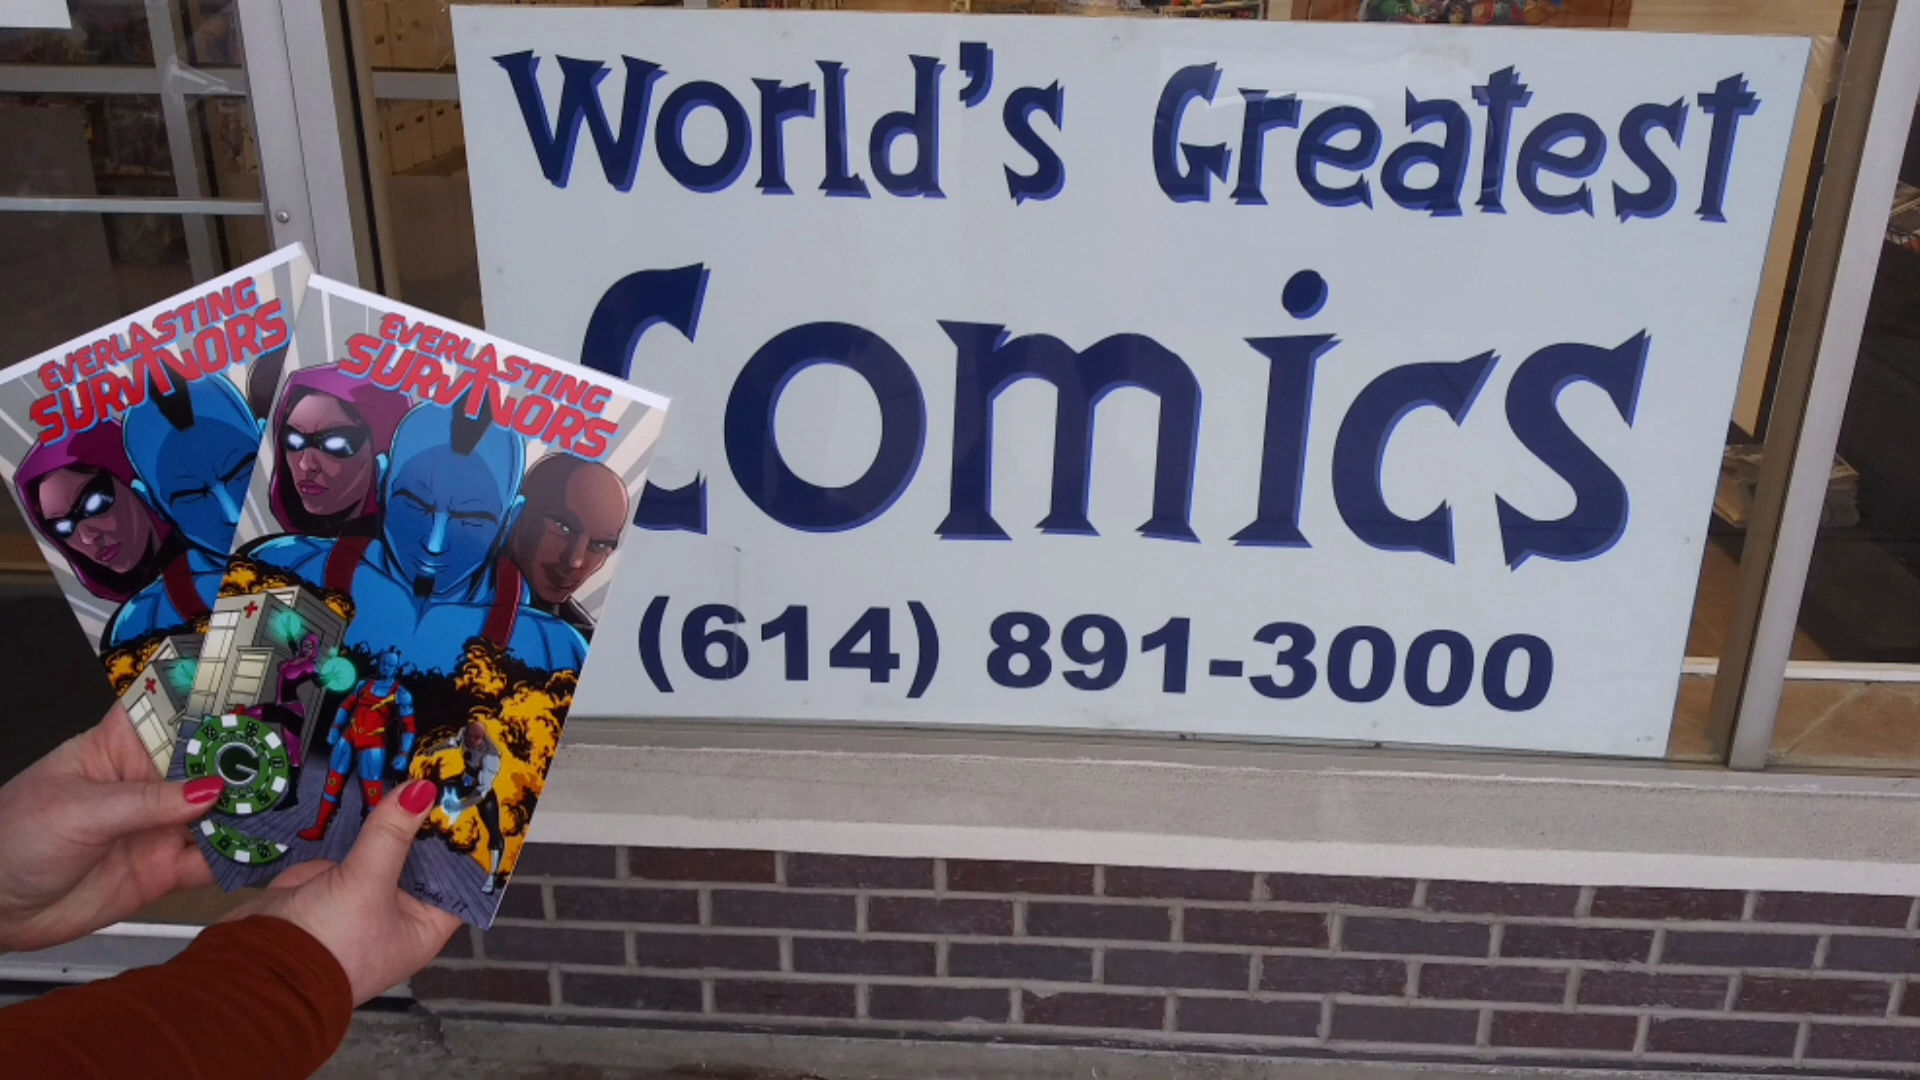 World's Greatest
Comics
(614) 891-3000
EVERLASTING
SURVIVORS
EVERLASTING
SURVIVORS
G